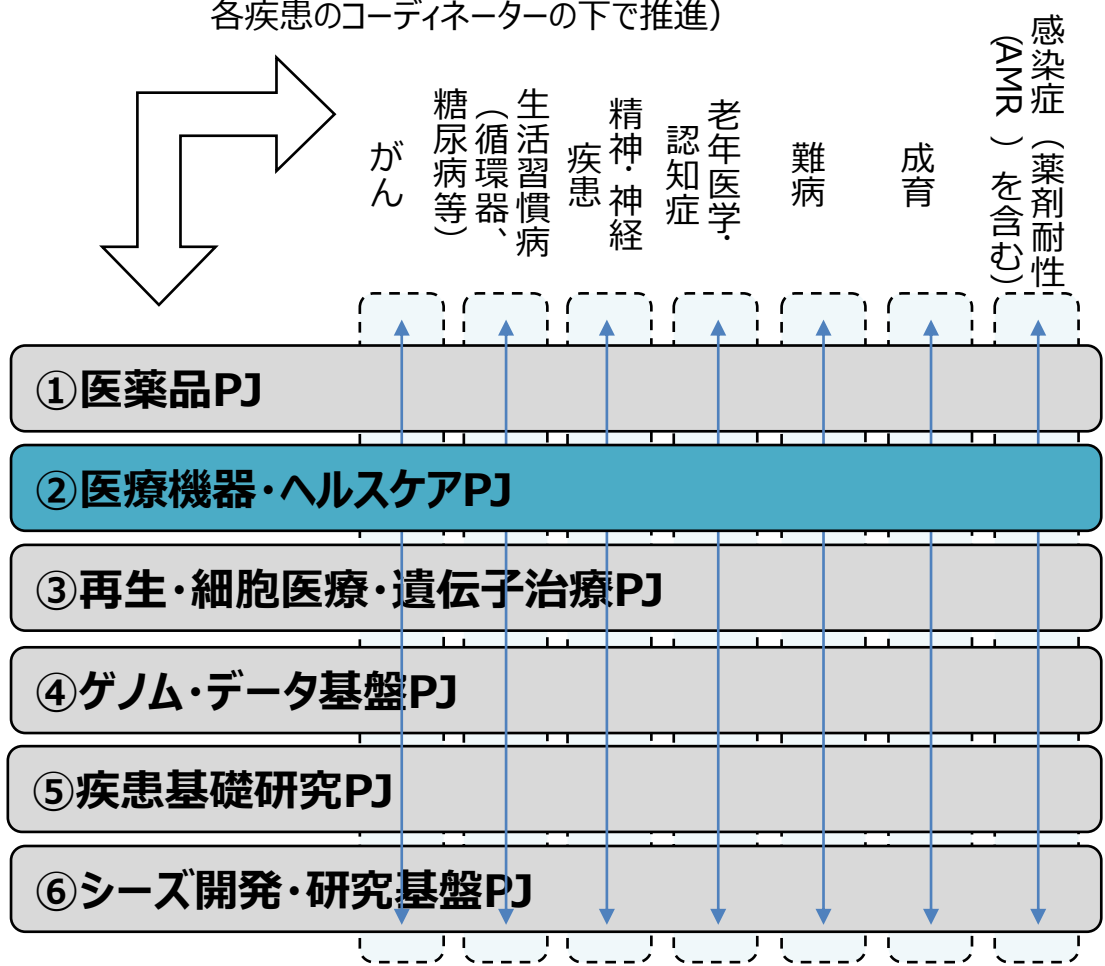 各疾患のコーディネーターの下で推進）
がん
生活習慣病
（循環器、
糖尿病等）
精神・神経
疾患
老年医学・
認知症
難病
成育
感染症（薬剤耐性
（AMR）を含む）
①医薬品PJ
②医療機器・ヘルスケアPJ
③再生・細胞医療・遺伝子治療PJ
④ゲノム・データ基盤PJ
⑤疾患基礎研究PJ
⑥シーズ開発・研究基盤PJ